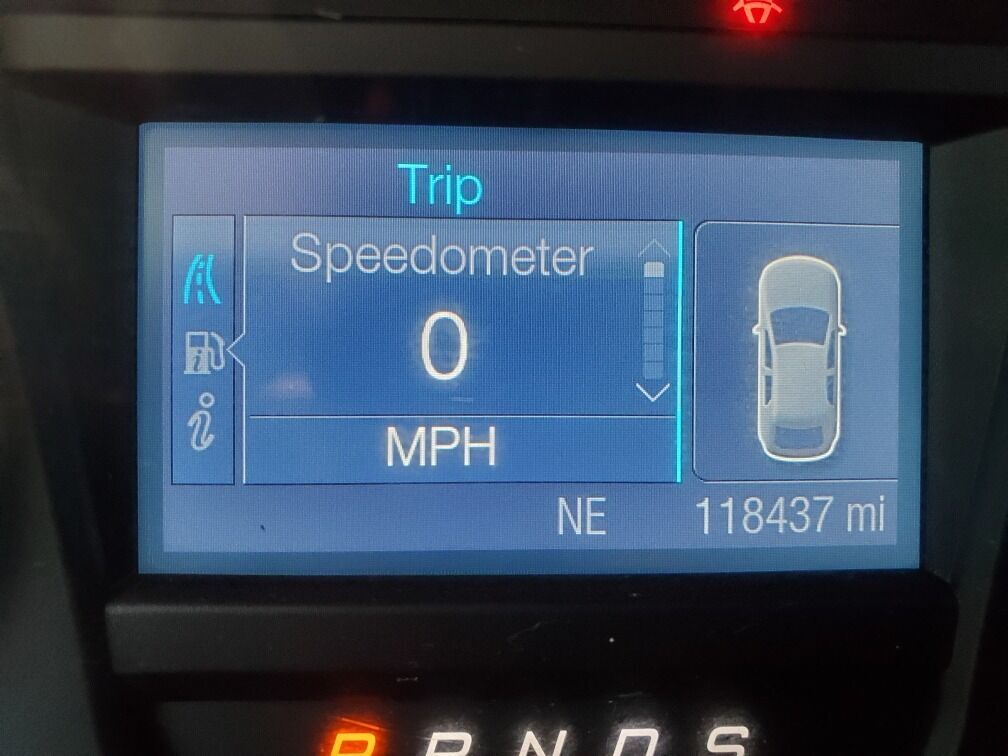 Trip
Speedometer
0
MPH
NE 118437 mi
P R N D S